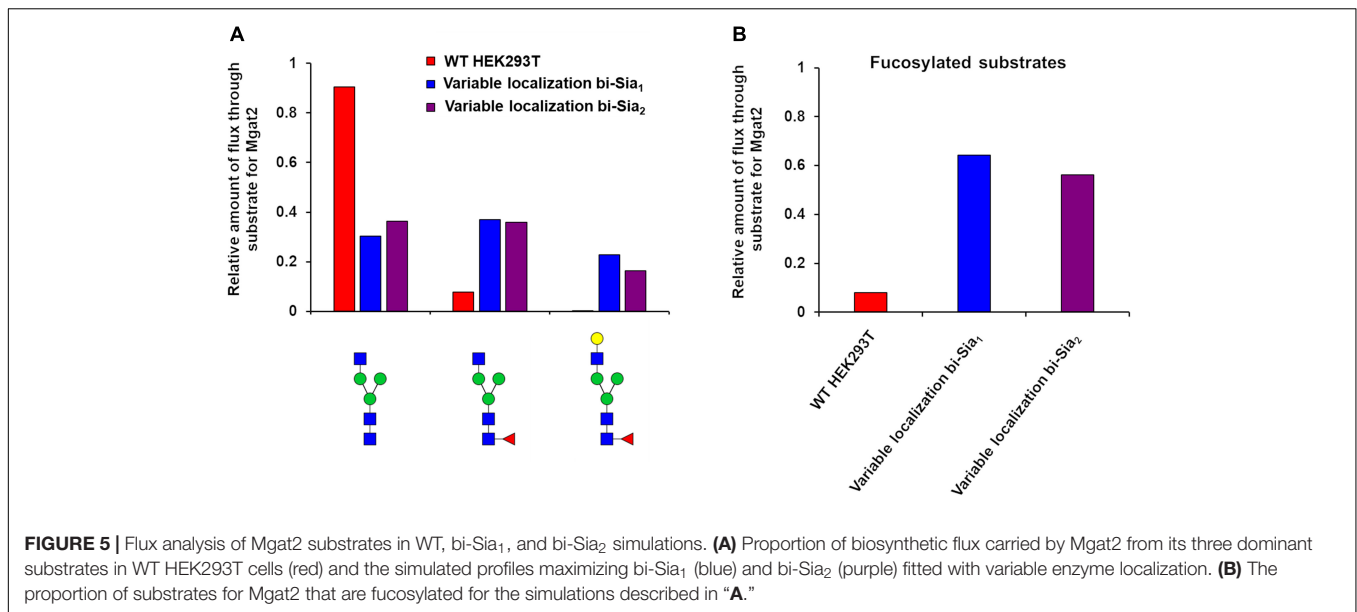 A
Relative amount of flux through
substrate for Mgat2
1
0.8
0.6
0.4
0.2
0
WT HEK293T
Variable localization bi-Sia₁
Variable localization bi-Sia₂
B
Fucosylated substrates
Relative amount of flux through
substrate for Mgat2
1
0.8
0.6
0.4
0.2
0
WT HEK293T
Variable localization bi-Sia₁
Variable localization bi-Sia₂
FIGURE 5 | Flux analysis of Mgat2 substrates in WT, bi-Sia₁, and bi-Sia₂ simulations. (A) Proportion of biosynthetic flux carried by Mgat2 from its three dominant
substrates in WT HEK293T cells (red) and the simulated profiles maximizing bi-Sia₁ (blue) and bi-Sia₂ (purple) fitted with variable enzyme localization. (B) The
proportion of substrates for Mgat2 that are fucosylated for the simulations described in “A.”